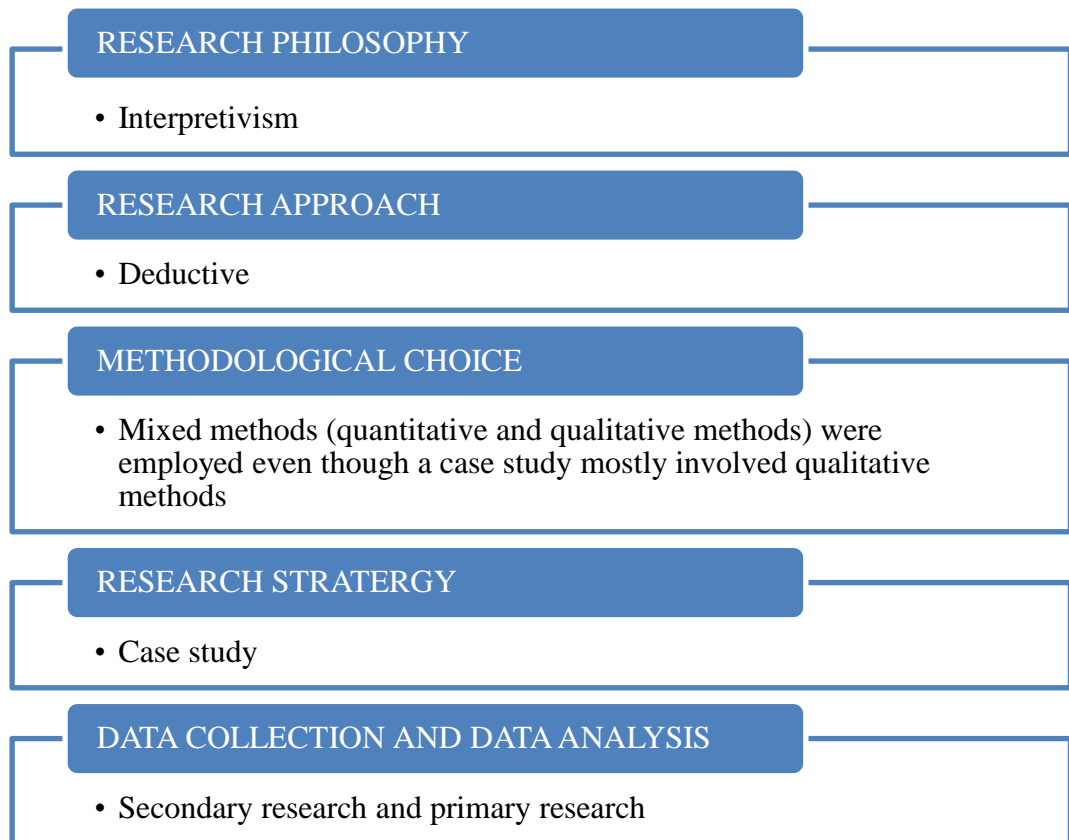 RESEARCH PHILOSOPHY
• Interpretivism
RESEARCH APPROACH
• Deductive
METHODOLOGICAL CHOICE
• Mixed methods (quantitative and qualitative methods) were
employed even though a case study mostly involved qualitative
methods
RESEARCH STRATERGY
• Case study
DATA COLLECTION AND DATA ANALYSIS
• Secondary research and primary research